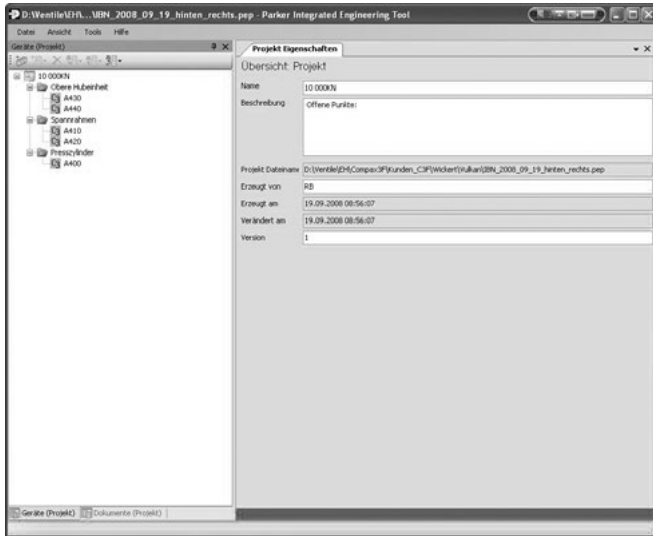 D:\Ventile\EH\...\IBN_2008_09_19_hinten_rechts.pep - Parker Integrated Engineering Tool
Datei Ansicht Tools Hilfe
Geräte (Projekt)
10 000KN
Obere Hubeinheit
A430
A440
Spannrahmen
A410
A420
Presszylinder
A400
Geräte (Projekt) Dokumente (Projekt)
Projekt Eigenschaften
Übersicht: Projekt
Name 10 000KN
Beschreibung Offene Punkte:
Projekt Dateiname D:\Ventile\EH\Compax3F\Kunden_C3F\Wickert\Vulkan\IBN_2008_09_19_hinten_rechts.pep
Erzeugt von RB
Erzeugt am 19.09.2008 08:56:07
Verändert am 19.09.2008 08:56:07
Version 1